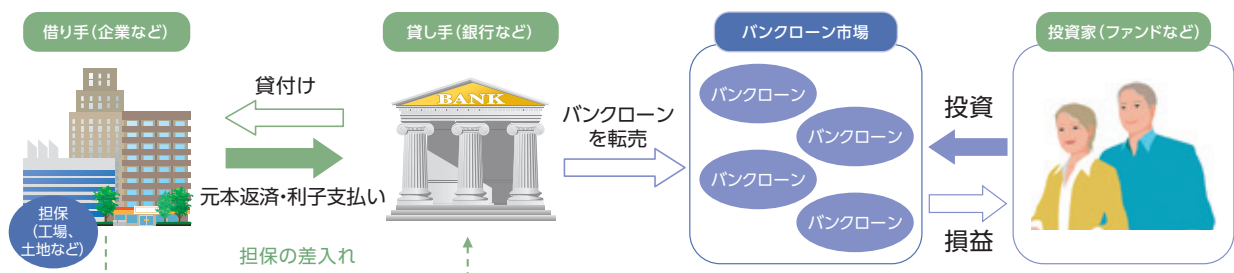 借り手（企業など）
貸し手（銀行など）
バンクローン市場
投資家（ファンドなど）
貸付け
元本返済・利子支払い
担保
（工場、
土地など）
担保の差入れ
BANK
バンクローン
を転売
バンクローン
バンクローン
バンクローン
バンクローン
投資
損益